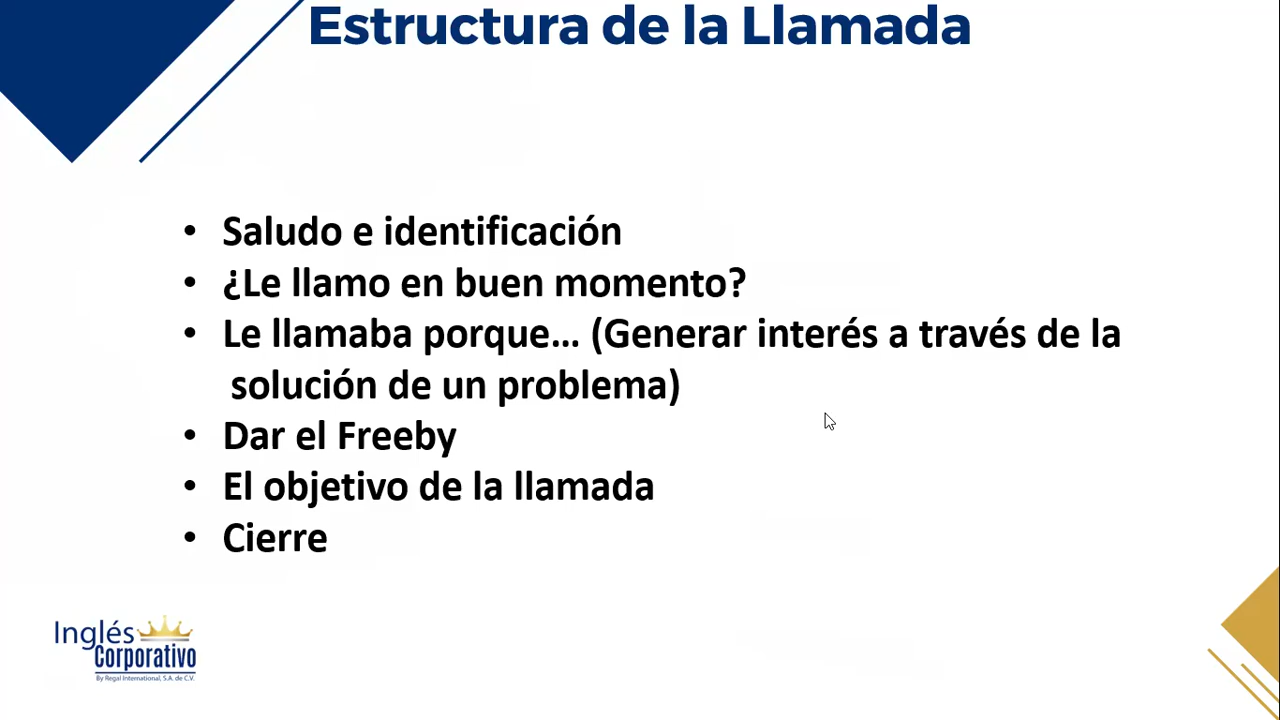 Estructura de la Llamada
• Saludo e identificación
• ¿Le llamo en buen momento?
• Le llamaba porque... (Generar interés a través de la
solución de un problema)
• Dar el Freeby
• El objetivo de la llamada
• Cierre
Inglés
Corporativo
By Regal International, S.A. de C.V.